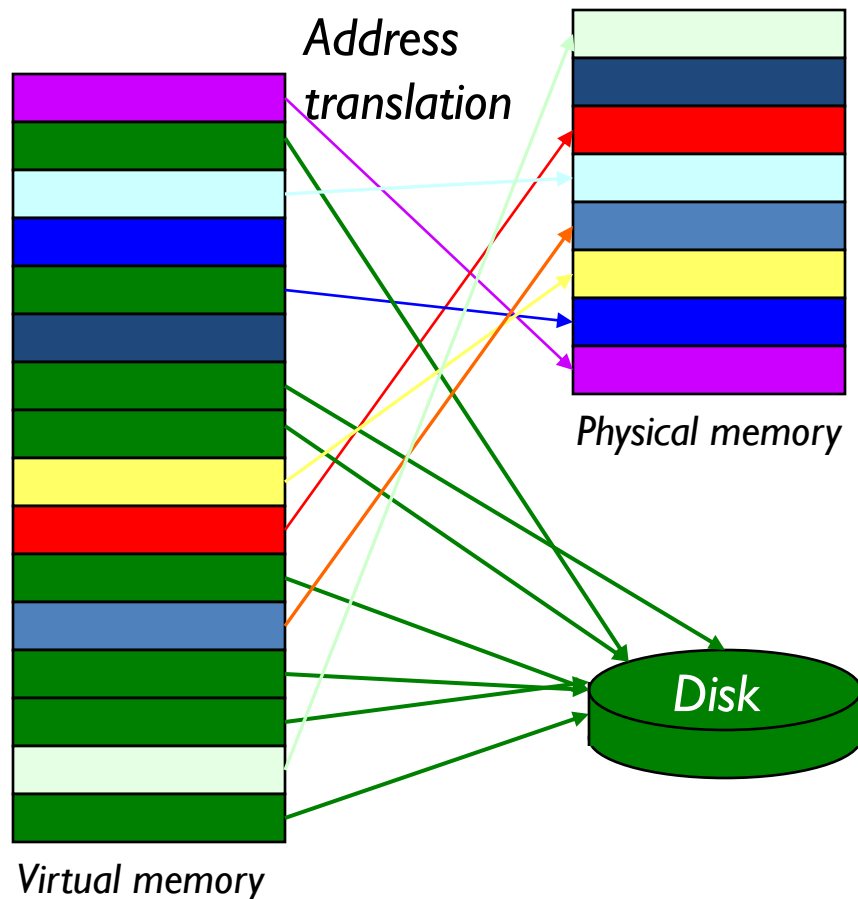 Address
translation
Physical memory
Disk
Virtual memory